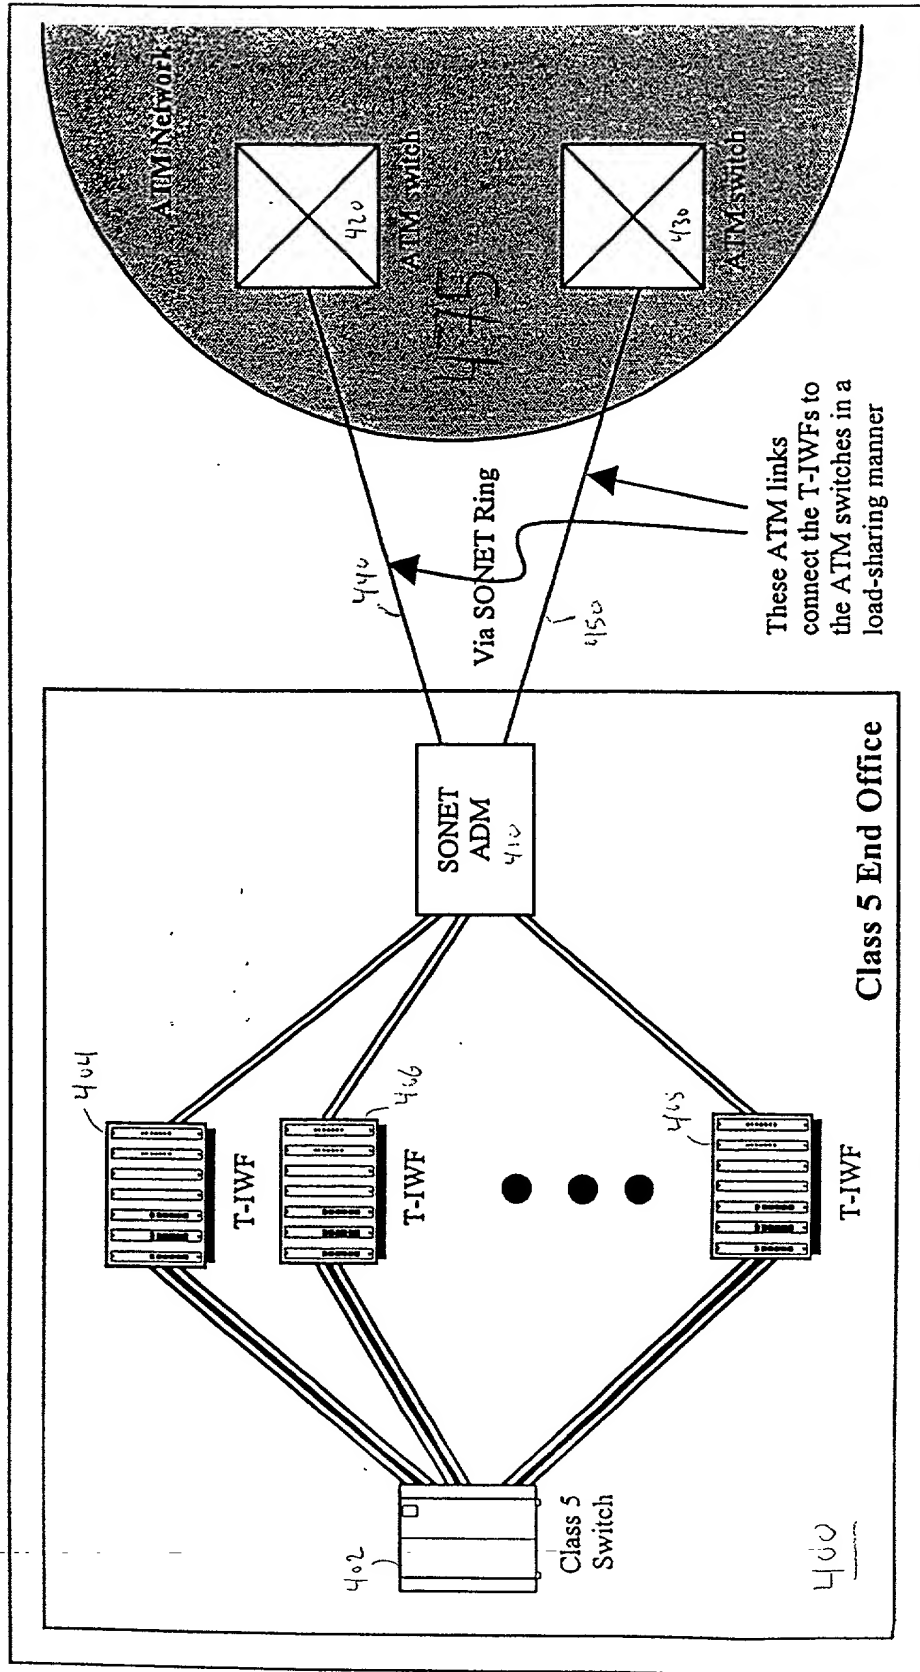 ATM Network
420
ATM switch
475
430
ATM switch
440
Via SONET Ring
450
These ATM links
connect the T-IWFs to
the ATM switches in a
load-sharing manner
SONET
ADM
410
404
T-IWF
406
T-IWF
T-IWF
402
Class 5
Switch
Class 5 End Office
400